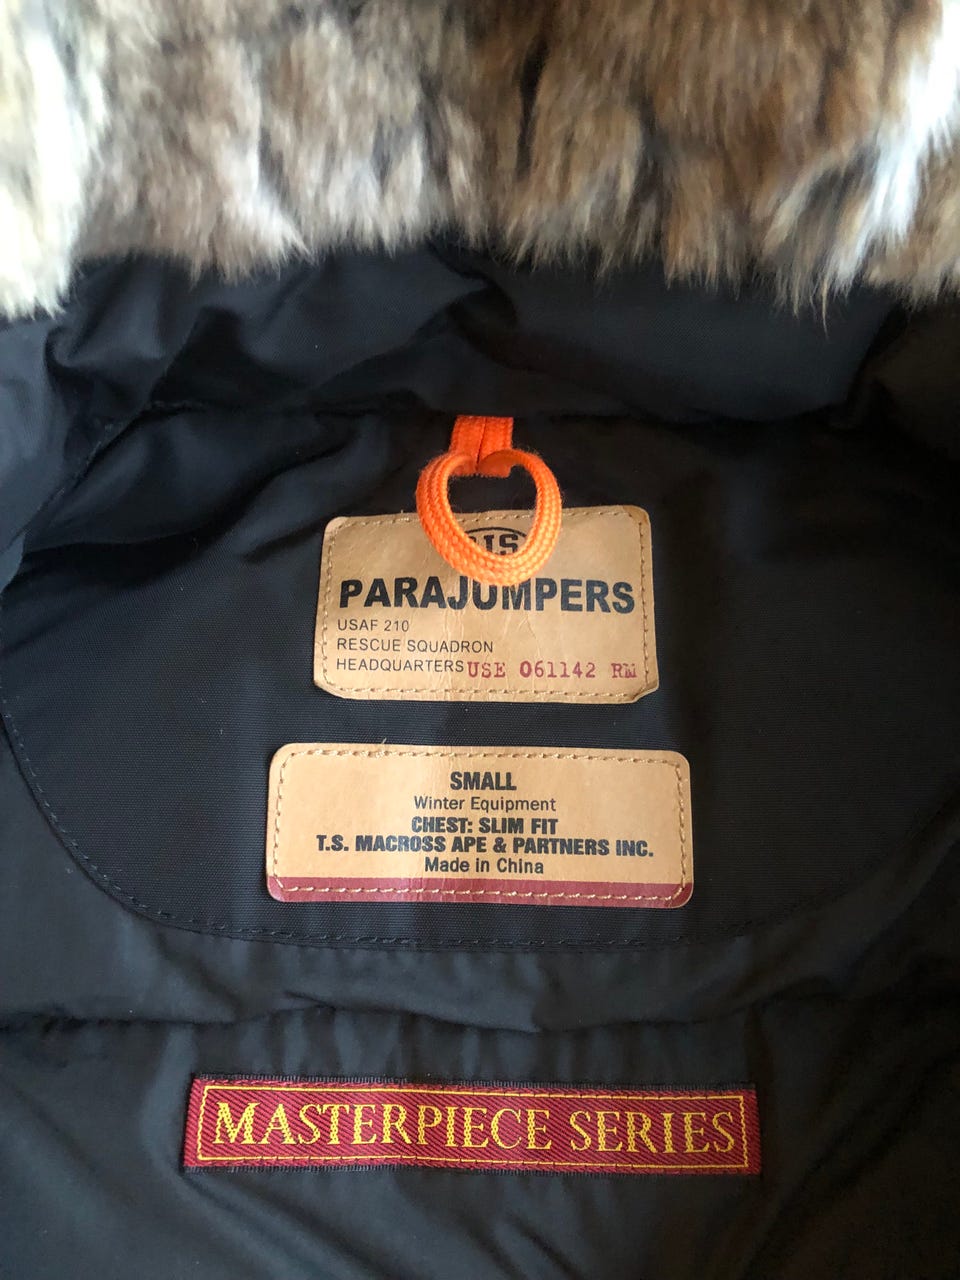 PARAJUMPERS
USAF 210
RESCUE SQUADRON
HEADQUARTERS USE 061142 RM
SMALL
Winter Equipment
CHEST: SLIM FIT
T.S. MACROSS APE & PARTNERS INC.
Made in China
MASTERPIECE SERIES